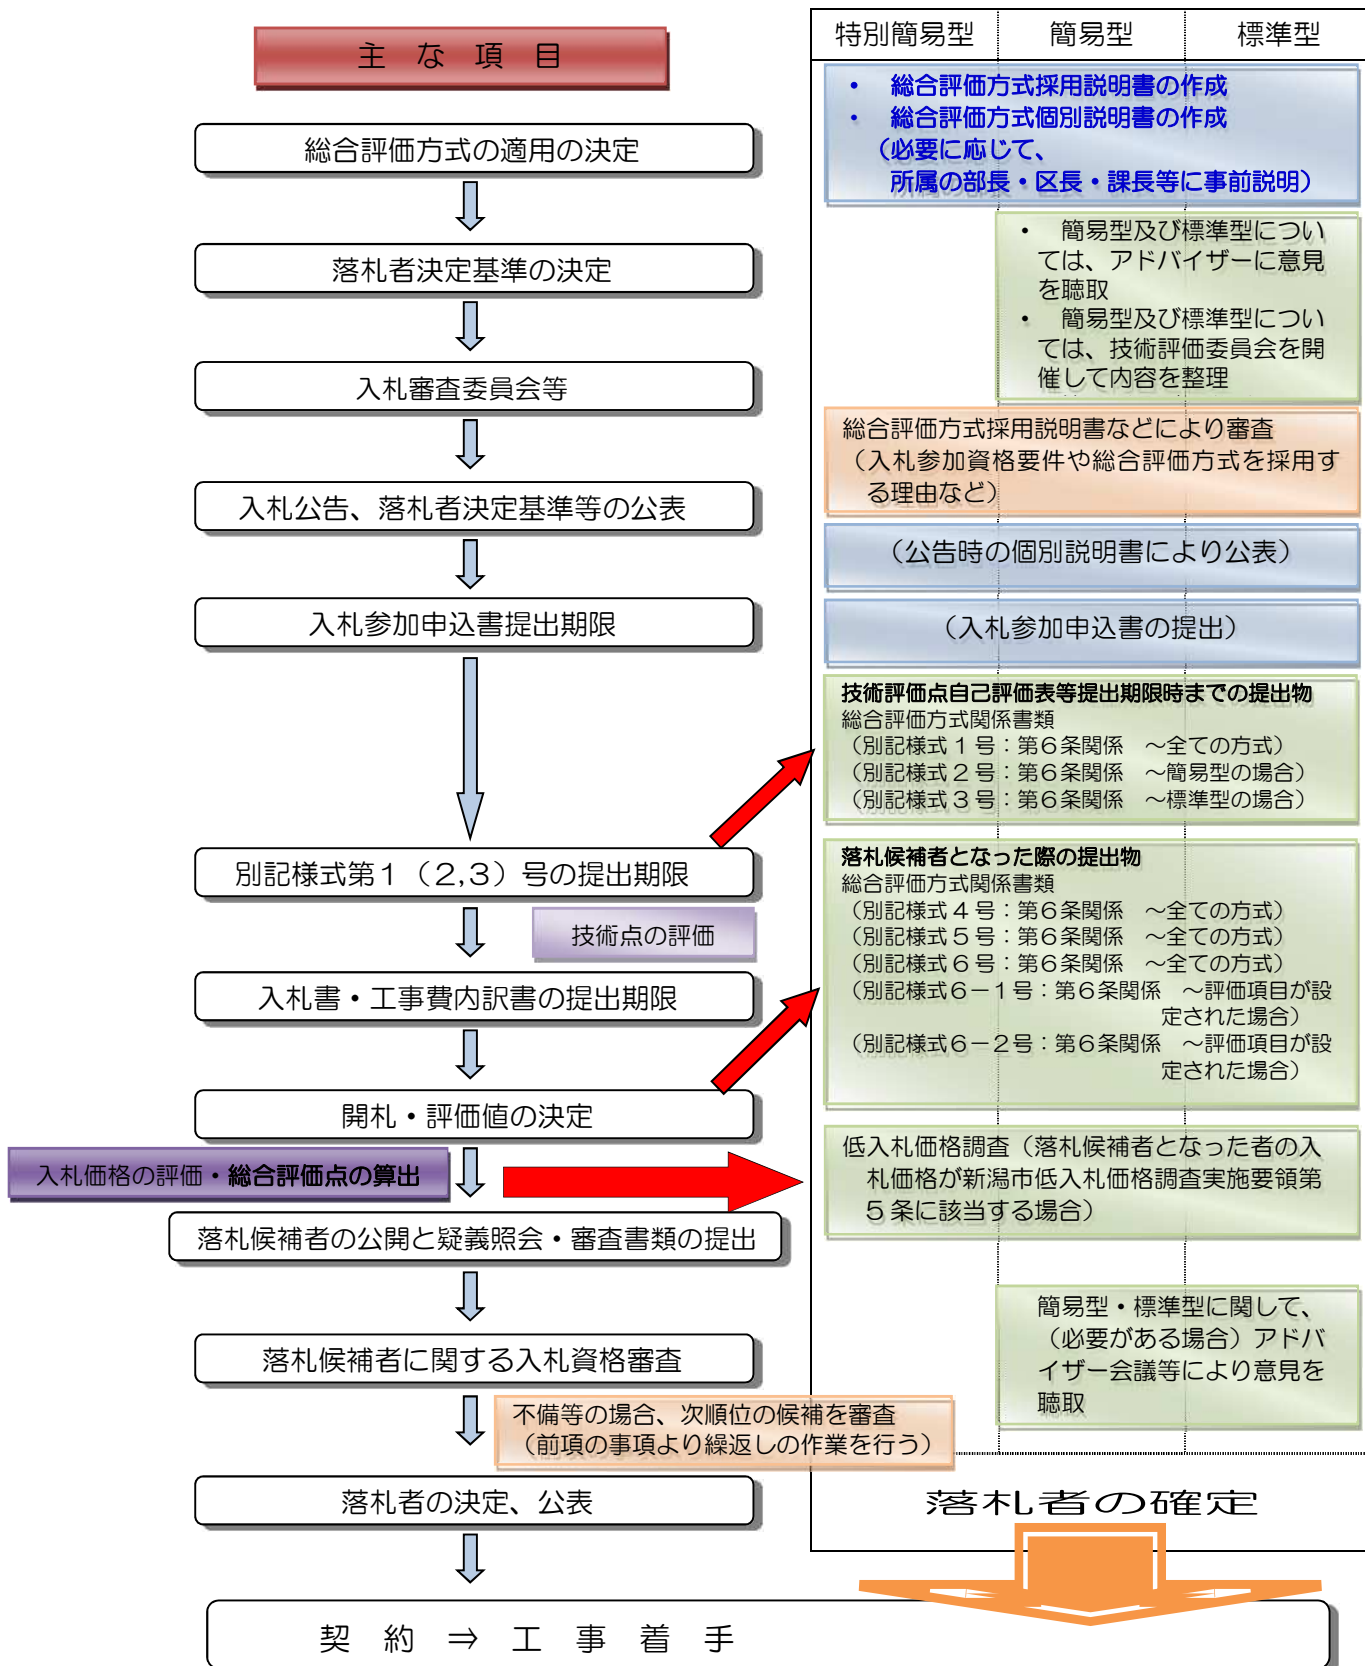 主 な 項 目
特別簡易型
簡易型
標準型
総合評価方式の適用の決定
落札者決定基準の決定
入札審査委員会等
入札公告、落札者決定基準等の公表
入札参加申込書提出期限
別記様式第1（2,3）号の提出期限
技術点の評価
入札書・工事費内訳書の提出期限
開札・評価値の決定
入札価格の評価・総合評価点の算出
落札候補者の公開と疑義照会・審査書類の提出
落札候補者に関する入札資格審査
不備等の場合、次順位の候補を審査
（前項の事項より繰返しの作業を行う）
落札者の決定、公表
・ 総合評価方式採用説明書の作成
・ 総合評価方式個別説明書の作成
（必要に応じて、
所属の部長・区長・課長等に事前説明）
・ 簡易型及び標準型につい
ては、アドバイザーに意見
を聴取
・ 簡易型及び標準型につい
ては、技術評価委員会を開
催して内容を整理
総合評価方式採用説明書などにより審査
（入札参加資格要件や総合評価方式を採用す
る理由など）
（公告時の個別説明書により公表）
（入札参加申込書の提出）
技術評価点自己評価表等提出期限時までの提出物
総合評価方式関係書類
（別記様式１号：第６条関係 ～全ての方式）
（別記様式２号：第６条関係 ～簡易型の場合）
（別記様式３号：第６条関係 ～標準型の場合）
落札候補者となった際の提出物
総合評価方式関係書類
（別記様式４号：第６条関係 ～全ての方式）
（別記様式５号：第６条関係 ～全ての方式）
（別記様式６号：第６条関係 ～全ての方式）
（別記様式６－１号：第６条関係 ～評価項目が設
定された場合）
（別記様式６－２号：第６条関係 ～評価項目が設
定された場合）
低入札価格調査（落札候補者となった者の入
札価格が新潟市低入札価格調査実施要領第
５条に該当する場合）
簡易型・標準型に関して、
（必要がある場合）アドバ
イザー会議等により意見を
聴取
落札者の確定
契 約 ⇒ 工 事 着 手